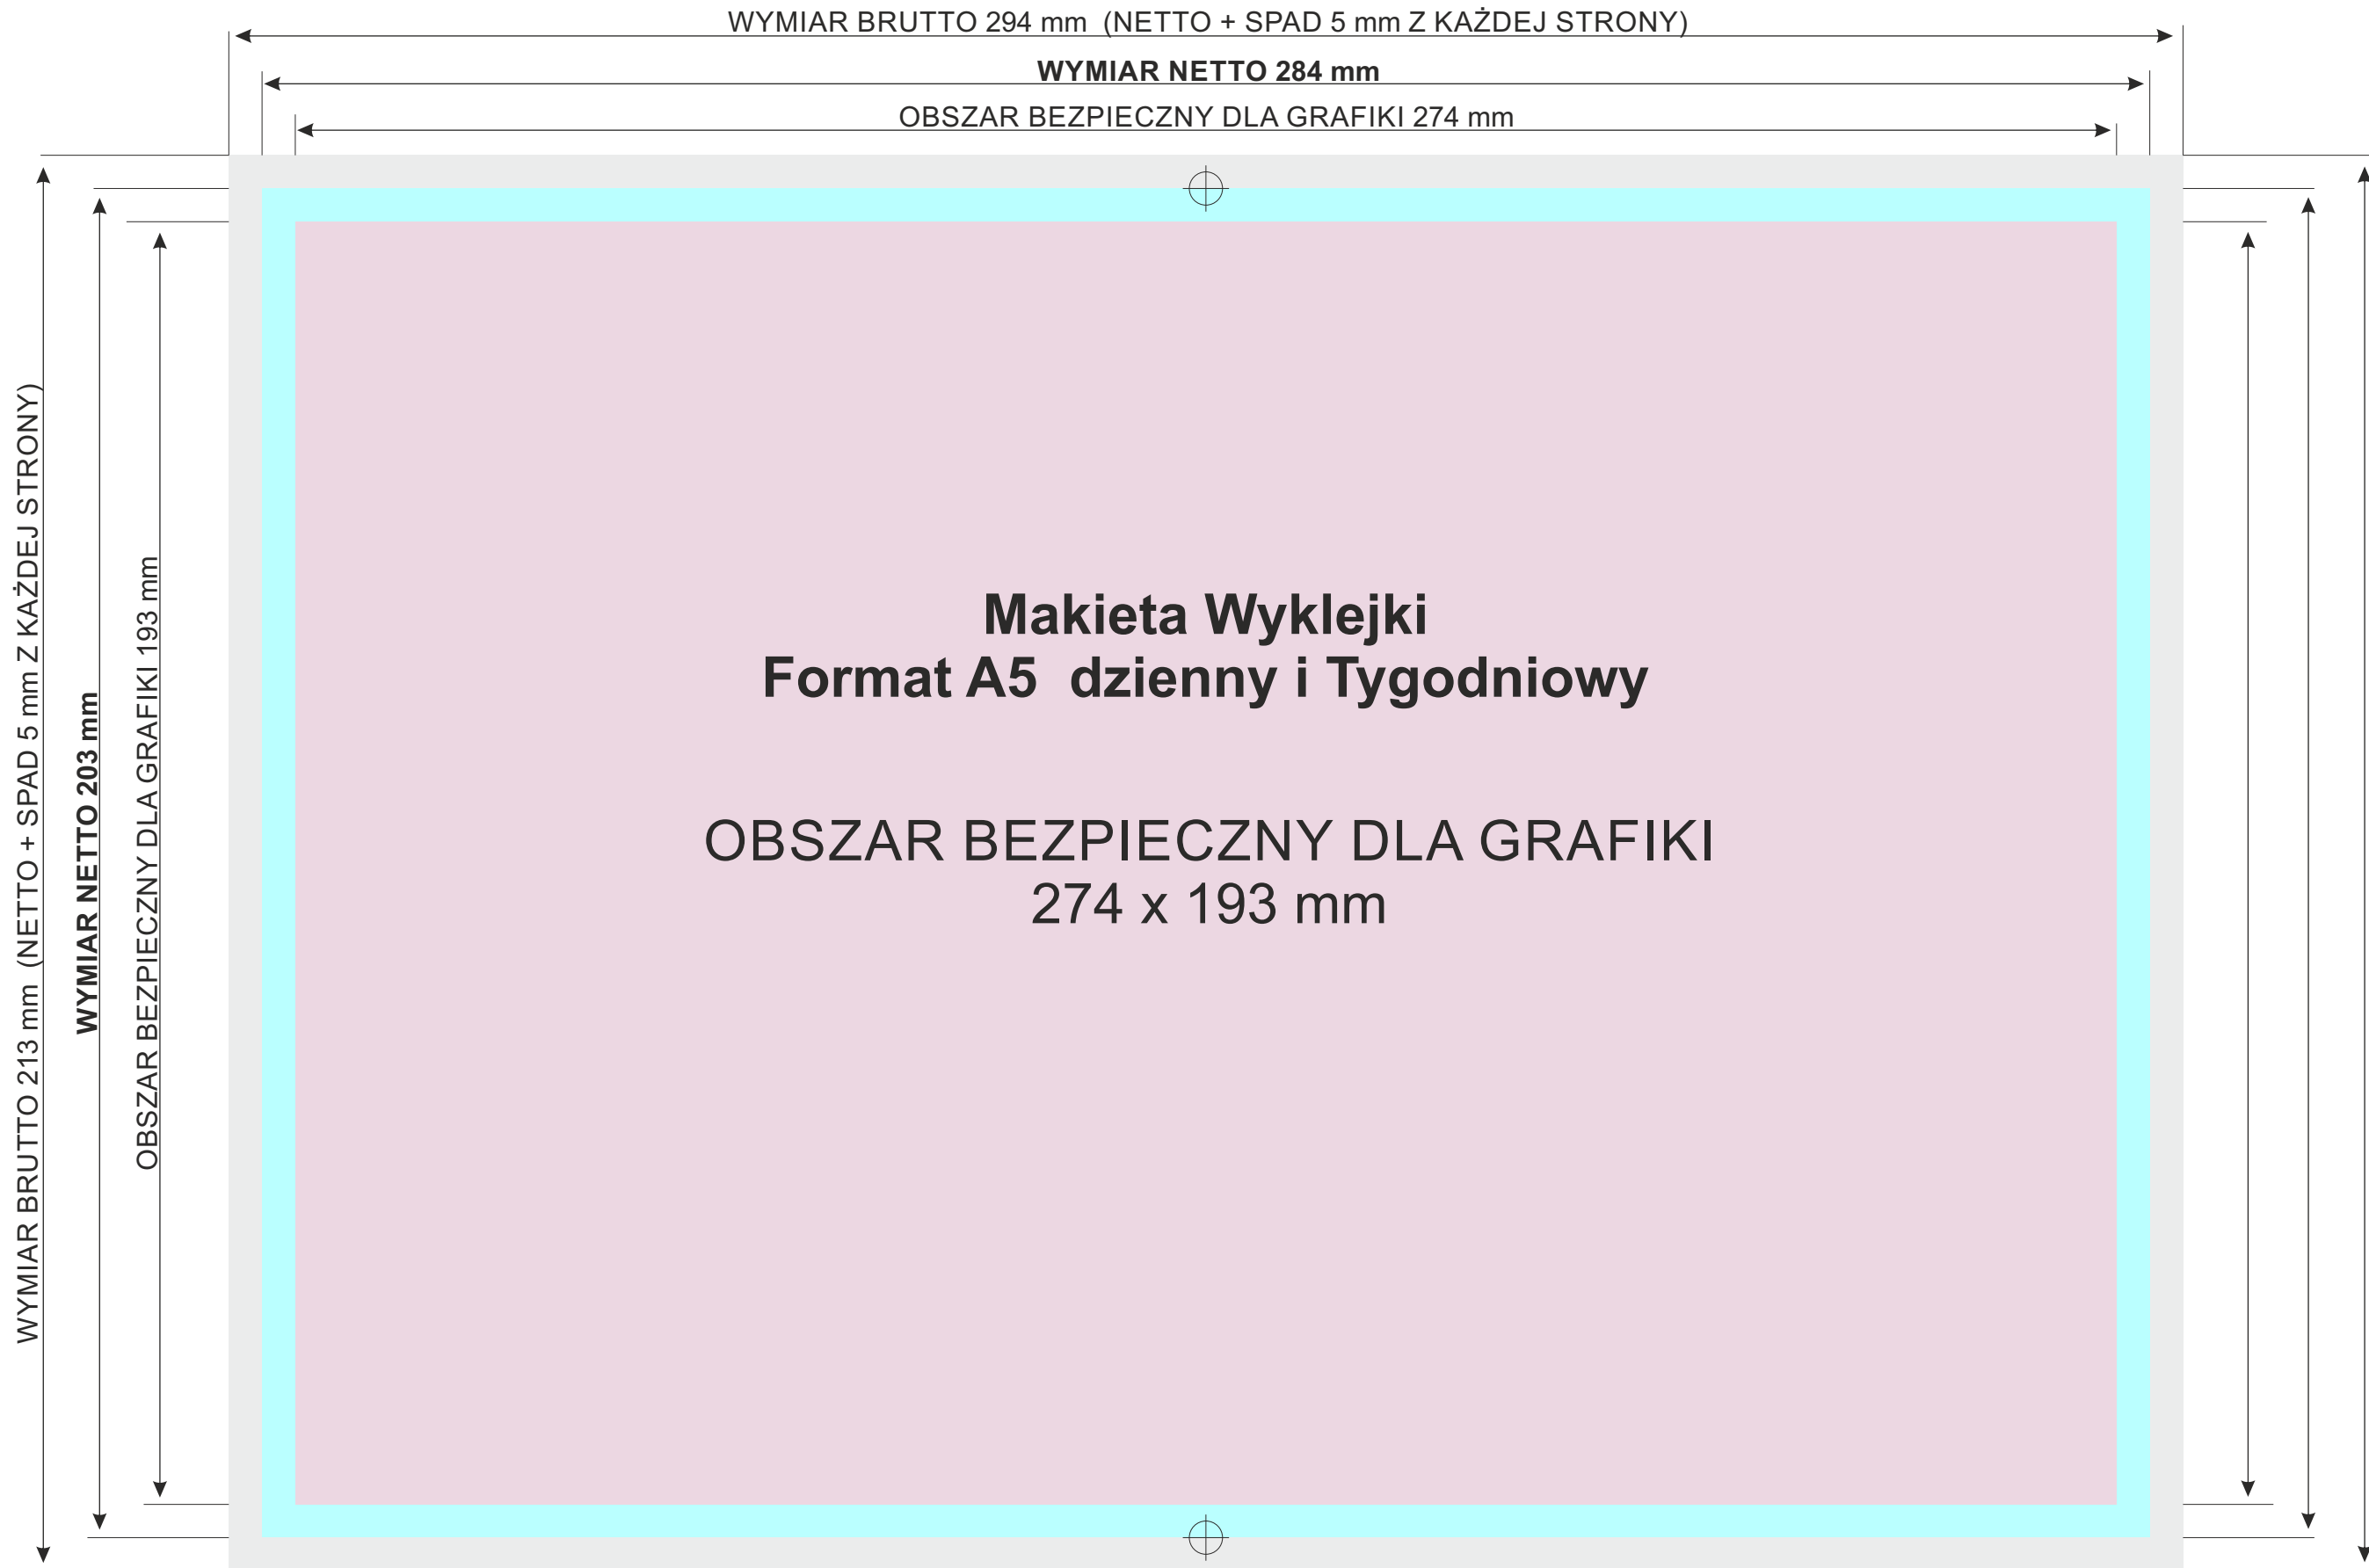 WYMIAR BRUTTO 294 mm (NETTO + SPAD 5 mm Z KAŻDEJ STRONY)
WYMIAR NETTO 284 mm
OBSZAR BEZPIECZNY DLA GRAFIKI 274 mm
WYMIAR BRUTTO 213 mm (NETTO + SPAD 5 mm Z KAŻDEJ STRONY)
WYMIAR NETTO 203 mm
OBSZAR BEZPIECZNY DLA GRAFIKI 193 mm
Makieta Wyklejki
Format A5 dzienny i Tygodniowy
OBSZAR BEZPIECZNY DLA GRAFIKI
274 x 193 mm